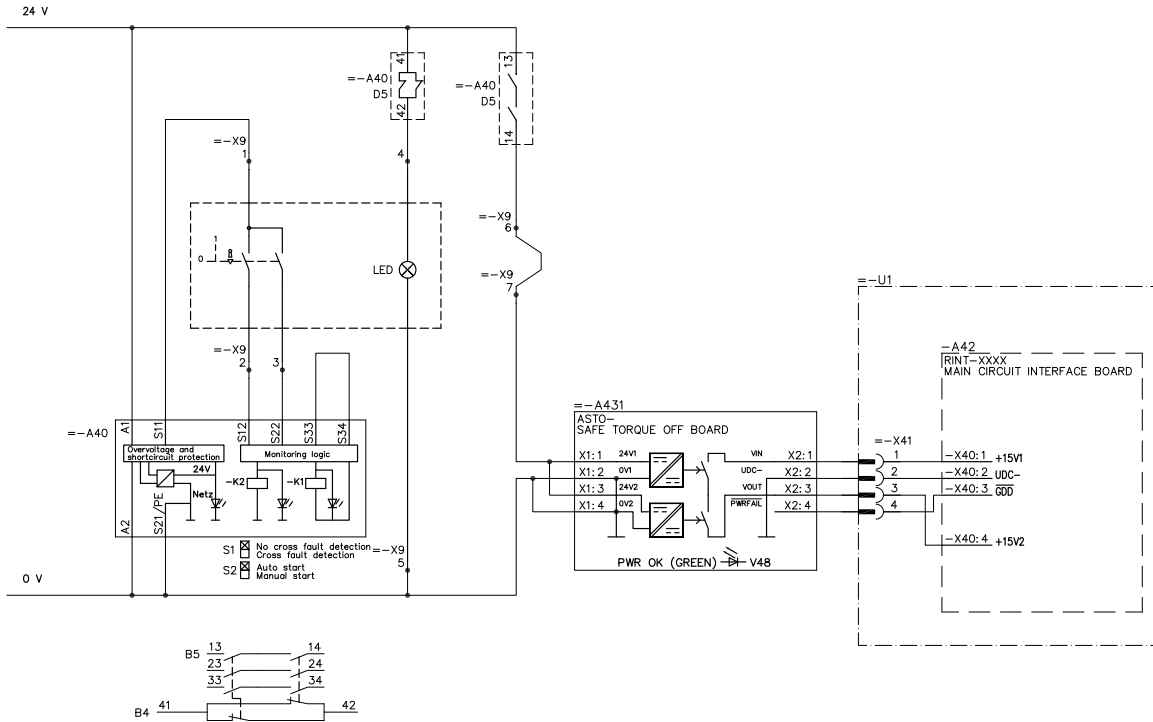 24 V
41
=-A40
D5
42
13
=-A40
D5
14
=-X9
1
4
=-X9
6
1
0
LED
=-X9
7
=-X9
2
3
=-U1
-A42
RINT-XXXX
MAIN CIRCUIT INTERFACE BOARD
=-A40
A1
S11
S12
S22
S33
S34
Overvoltage and
shortcircuit protection
Monitoring logic
24V
Netz
-K2
-K1
A2
S21/PE
S1
No cross fault detection
Cross fault detection
S2
Auto start
Manual start
=-X9
5
0 V
=-A431
ASTO-
SAFE TORQUE OFF BOARD
X1:1 24V1 VIN X2:1
X1:2 0V1 UDC- X2:2
X1:3 24V2 VOUT X2:3
X1:4 0V2 PWRFAIL X2:4
PWR OK (GREEN) V48
=-X41
1 -X40:1 +15V1
2 -X40:2 UDC-
3 -X40:3 GDD
4
-X40:4 +15V2
B5 13 14
23 24
33 34
B4 41 42